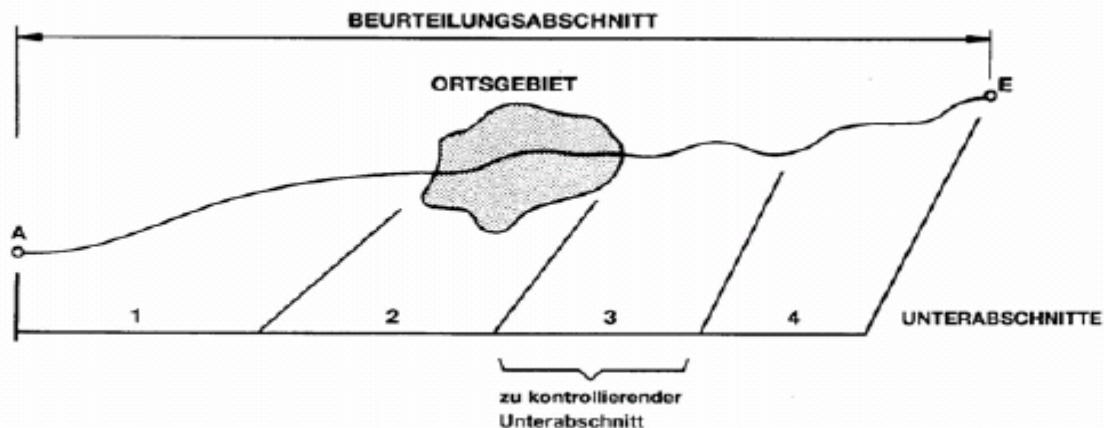 BEURTEILUNGSABSCHNITT
ORTSGEBIET
E
A
1 2 3 4 UNTERABSCHNITTE
zu kontrollierender
Unterabschnitt